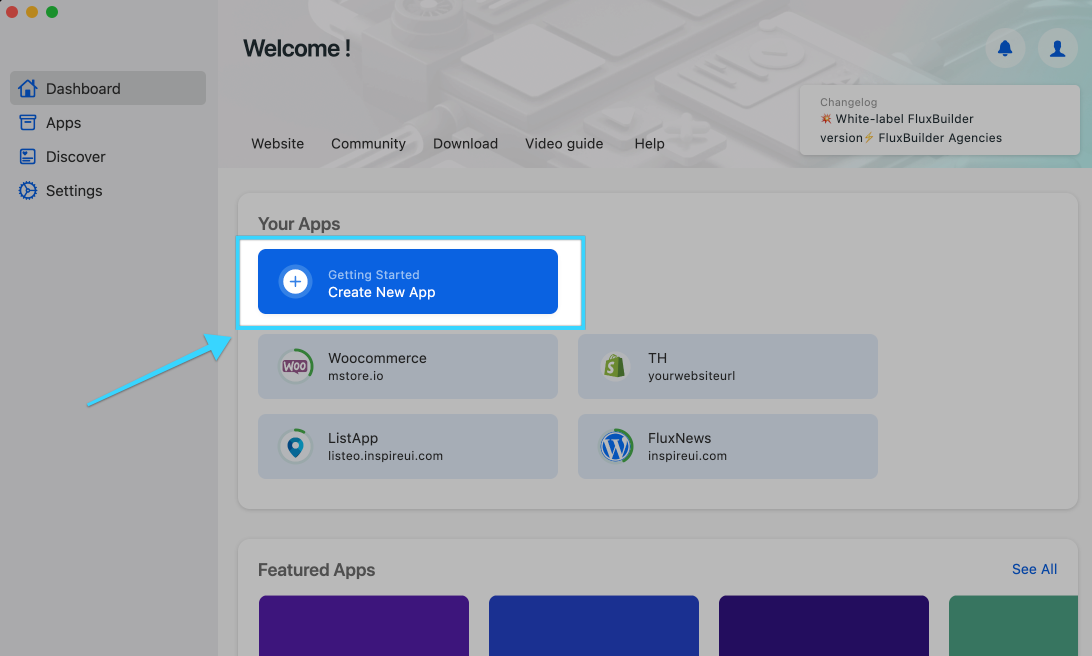 Welcome !
Dashboard
Apps
Discover
Settings
Website
Community
Download
Video guide
Help
Changelog
💥 White-label FluxBuilder
version⚡ FluxBuilder Agencies
Your Apps
Getting Started
Create New App
WOO
Woocommerce
mstore.io
TH
yourwebsiteurl
ListApp
listeo.inspireui.com
FluxNews
inspireui.com
Featured Apps
See All